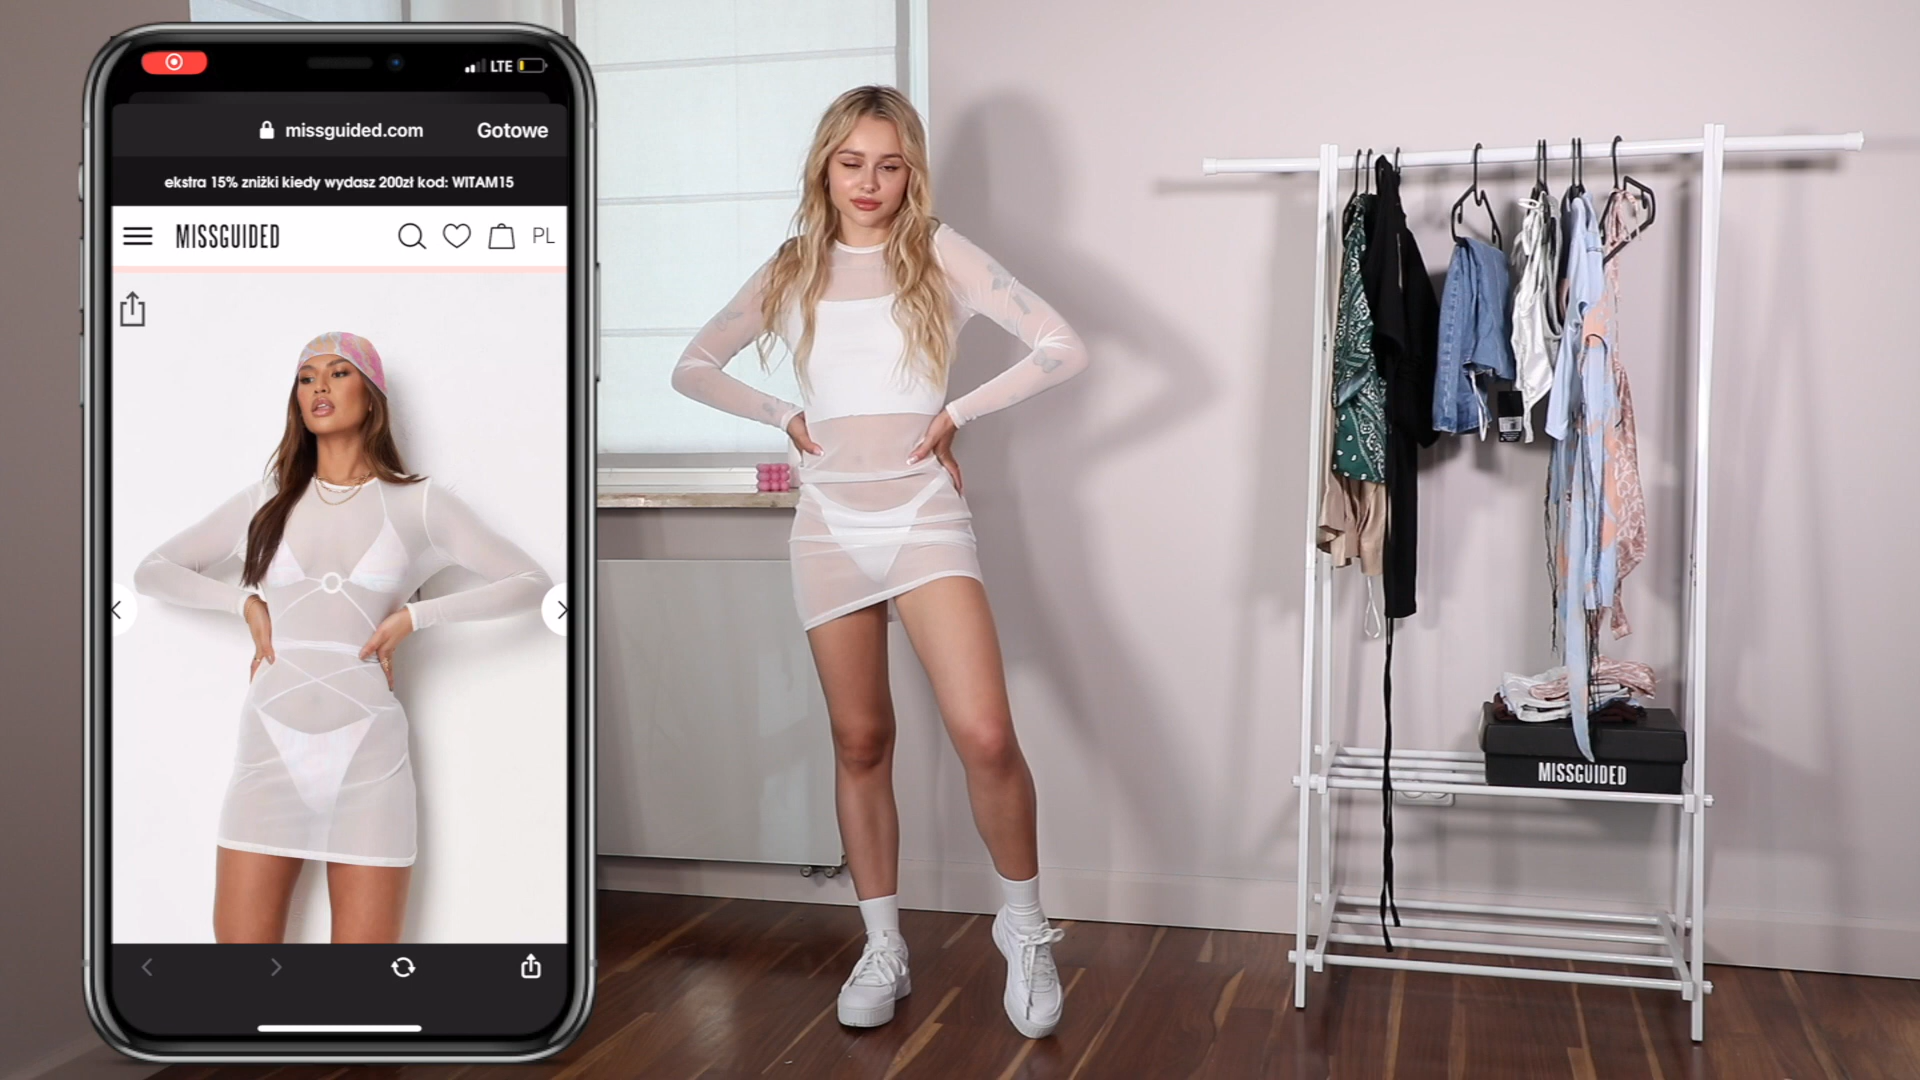 LTE
missguided.com
Gotowe
ekstra 15% zniżki kiedy wydasz 200zł kod: WITAM15
MISSGUIDED
PL
MISSGUIDED